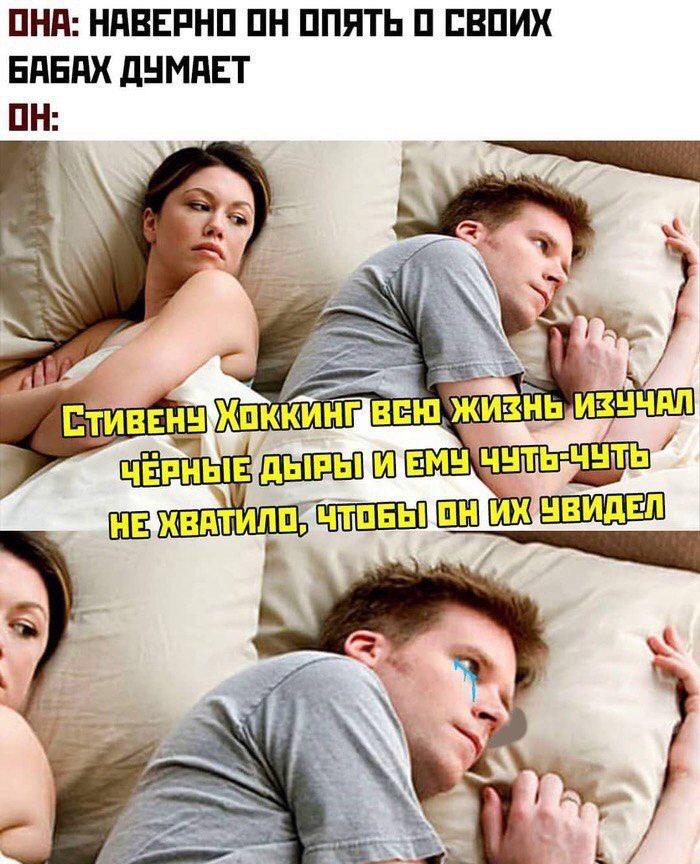 ОНА: НАВЕРНО ОН ОПЯТЬ О СВОИХ
БАБАХ ДУМАЕТ
ОН:
СТИВЕНУ ХОККИНГ ВСЮ ЖИЗНЬ ИЗУЧАЛ
ЧЁРНЫЕ ДЫРЫ И ЕМУ ЧУТЬ-ЧУТЬ
НЕ ХВАТИЛО, ЧТОБЫ ОН ИХ УВИДЕЛ